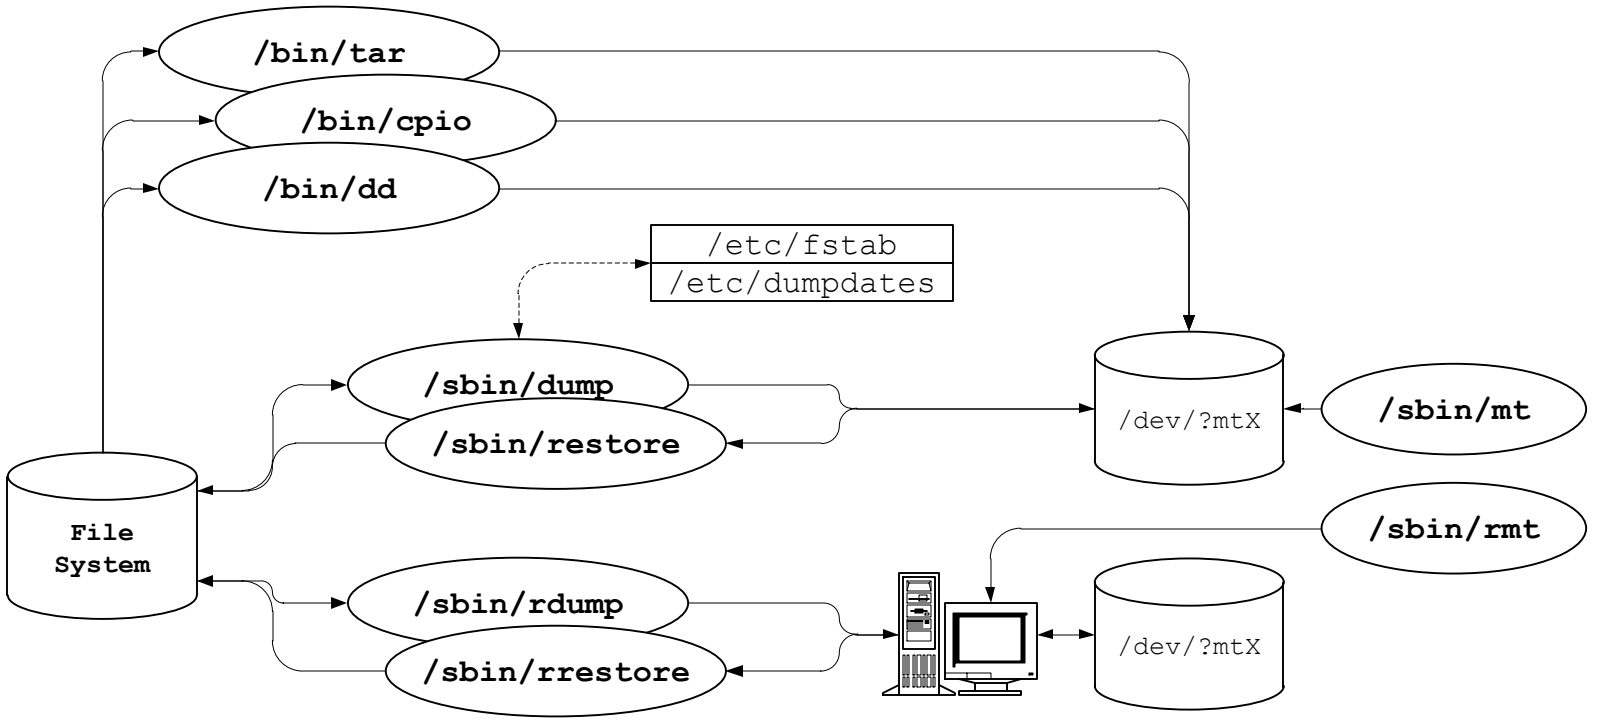 /bin/tar
/bin/cpio
/bin/dd
/etc/fstab
/etc/dumpdates
/sbin/dump
/sbin/restore
/dev/?mtX
/sbin/mt
File
System
/sbin/rmt
/sbin/rdump
/sbin/rrestore
/dev/?mtX